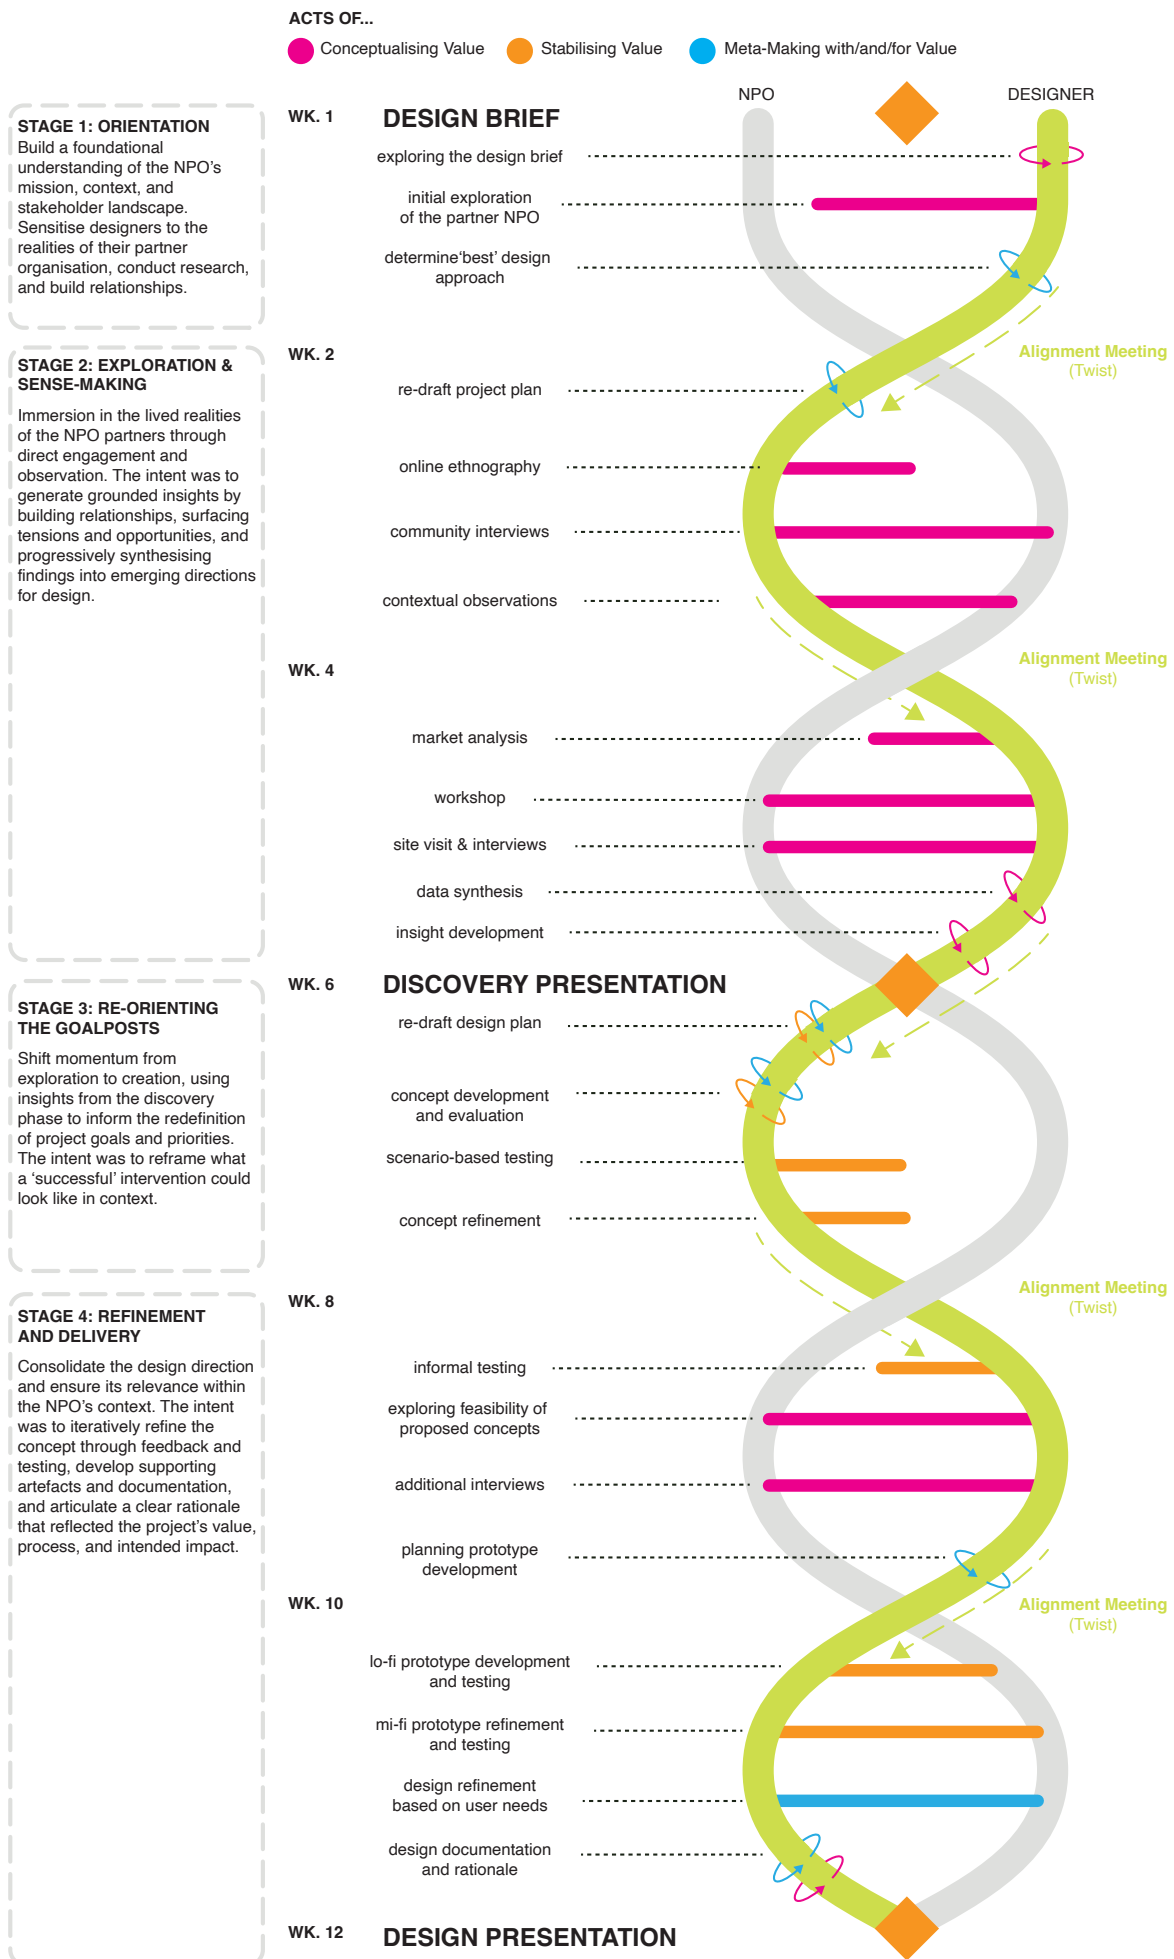 ACTS OF...
Conceptualising Value
Stabilising Value
Meta-Making with/and/for Value
NPO
DESIGNER
STAGE 1: ORIENTATION
Build a foundational
understanding of the NPO's
mission, context, and
stakeholder landscape.
Sensitise designers to the
realities of their partner
organisation, conduct research,
and build relationships.
WK. 1
DESIGN BRIEF
exploring the design brief
initial exploration
of the partner NPO
determine‘best’ design
approach
STAGE 2: EXPLORATION &
SENSE-MAKING
Immersion in the lived realities
of the NPO partners through
direct engagement and
observation. The intent was to
generate grounded insights by
building relationships, surfacing
tensions and opportunities, and
progressively synthesising
findings into emerging directions
for design.
WK. 2
Alignment Meeting
(Twist)
re-draft project plan
online ethnography
community interviews
contextual observations
WK. 4
Alignment Meeting
(Twist)
market analysis
workshop
site visit & interviews
data synthesis
insight development
STAGE 3: RE-ORIENTING
THE GOALPOSTS
Shift momentum from
exploration to creation, using
insights from the discovery
phase to inform the redefinition
of project goals and priorities.
The intent was to reframe what
a ‘successful’ intervention could
look like in context.
WK. 6
DISCOVERY PRESENTATION
re-draft design plan
concept development
and evaluation
scenario-based testing
concept refinement
STAGE 4: REFINEMENT
AND DELIVERY
Consolidate the design direction
and ensure its relevance within
the NPO's context. The intent
was to iteratively refine the
concept through feedback and
testing, develop supporting
artefacts and documentation,
and articulate a clear rationale
that reflected the project's value,
process, and intended impact.
WK. 8
Alignment Meeting
(Twist)
informal testing
exploring feasibility of
proposed concepts
additional interviews
planning prototype
development
WK. 10
Alignment Meeting
(Twist)
lo-fi prototype development
and testing
mi-fi prototype refinement
and testing
design refinement
based on user needs
design documentation
and rationale
WK. 12
DESIGN PRESENTATION